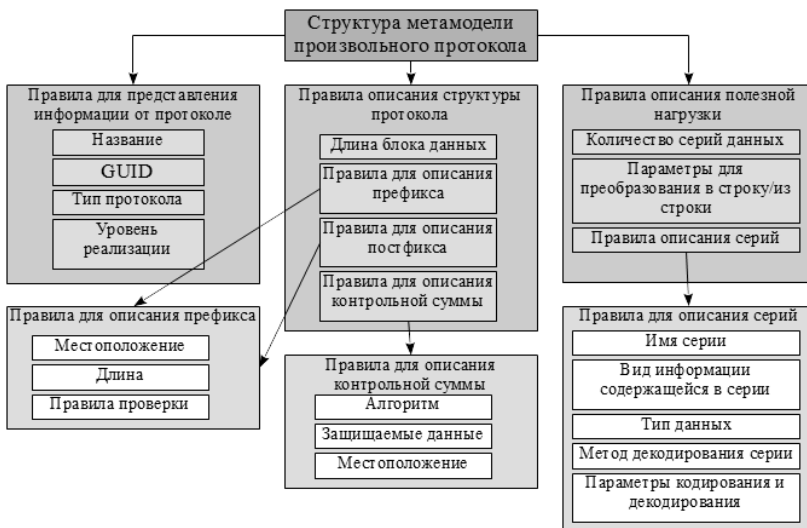 Структура метамодели
произвольного протокола
Правила для представления
информации от протоколе
Название
GUID
Тип протокола
Уровень
реализации
Правила описания структуры
протокола
Длина блока данных
Правила для описания
префикса
Правила для описания
постфикса
Правила для описания
контрольной суммы
Правила описания полезной
нагрузки
Количество серий данных
Параметры для
преобразования в строку/из
строки
Правила описания серий
Правила для описания префикса
Местоположение
Длина
Правила проверки
Правила для описания
контрольной суммы
Алгоритм
Защищаемые данные
Местоположение
Правила для описания серий
Имя серии
Вид информации
содержащейся в серии
Тип данных
Метод декодирования серии
Параметры кодирования и
декодирования